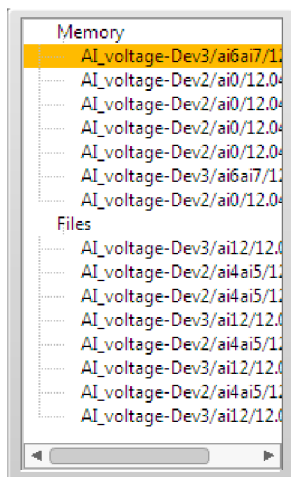 Memory
AI_voltage-Dev3/ai6ai7/12
AI_voltage-Dev2/ai0/12.04
AI_voltage-Dev2/ai0/12.04
AI_voltage-Dev2/ai0/12.04
AI_voltage-Dev2/ai0/12.04
AI_voltage-Dev3/ai6ai7/12
AI_voltage-Dev2/ai0/12.04
Files
AI_voltage-Dev3/ai12/12.0
AI_voltage-Dev2/ai4ai5/12
AI_voltage-Dev2/ai4ai5/12
AI_voltage-Dev3/ai12/12.0
AI_voltage-Dev2/ai4ai5/12
AI_voltage-Dev3/ai12/12.0
AI_voltage-Dev2/ai4ai5/12
AI_voltage-Dev3/ai12/12.0